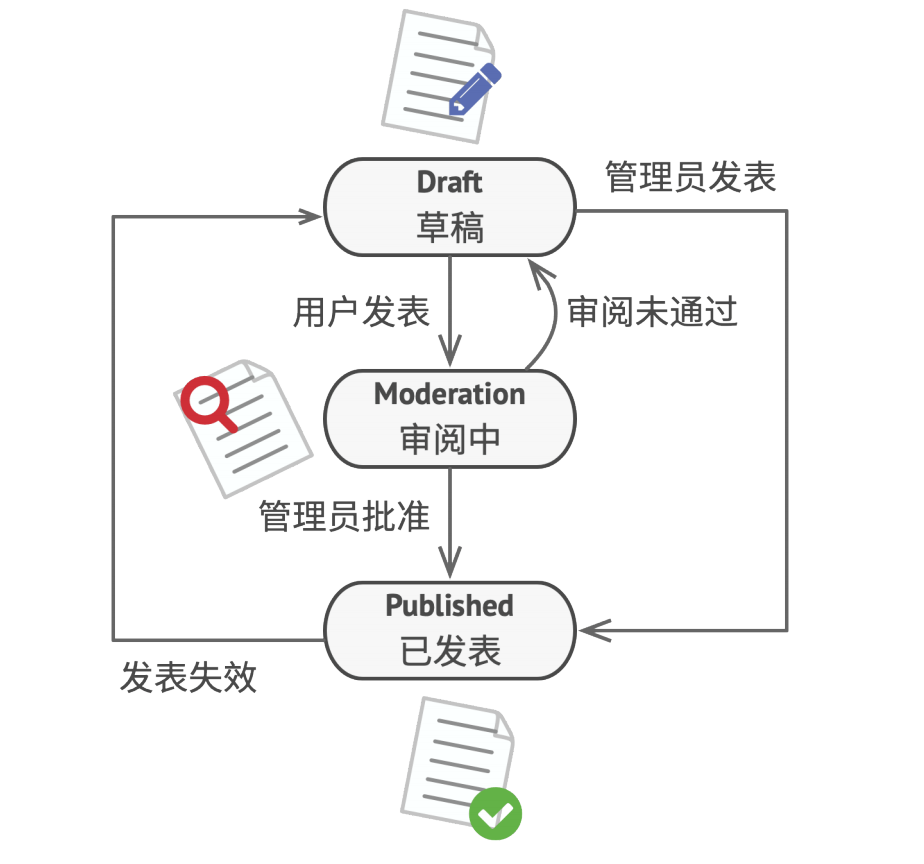 Draft
草稿
管理员发表
用户发表
审阅未通过
Moderation
审阅中
管理员批准
Published
已发表
发表失效